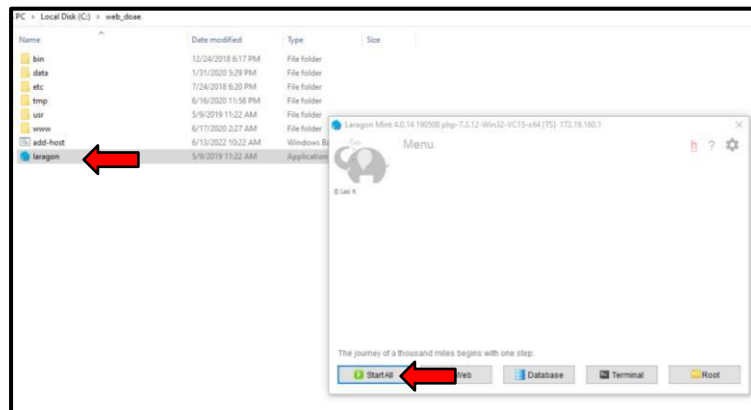 PC > Local Disk (C:) > web_doae
Name Date modified Type Size
bin 12/24/2018 6:17 PM File folder
data 1/31/2020 5:29 PM File folder
etc 7/24/2018 6:20 PM File folder
tmp 6/16/2020 11:58 PM File folder
usr 5/9/2019 11:22 AM File folder
www 6/17/2020 2:27 AM File folder
add-host 6/13/2022 10:22 AM Windows Ba
laragon 5/9/2019 11:22 AM Application
Laragon Mint 4.0.14 190508 php-7.3.12-Win32-VC15-x64 [TS] 172.19.160.1
Menu h ?
The journey of a thousand miles begins with one step.
Start All Web Database Terminal Root